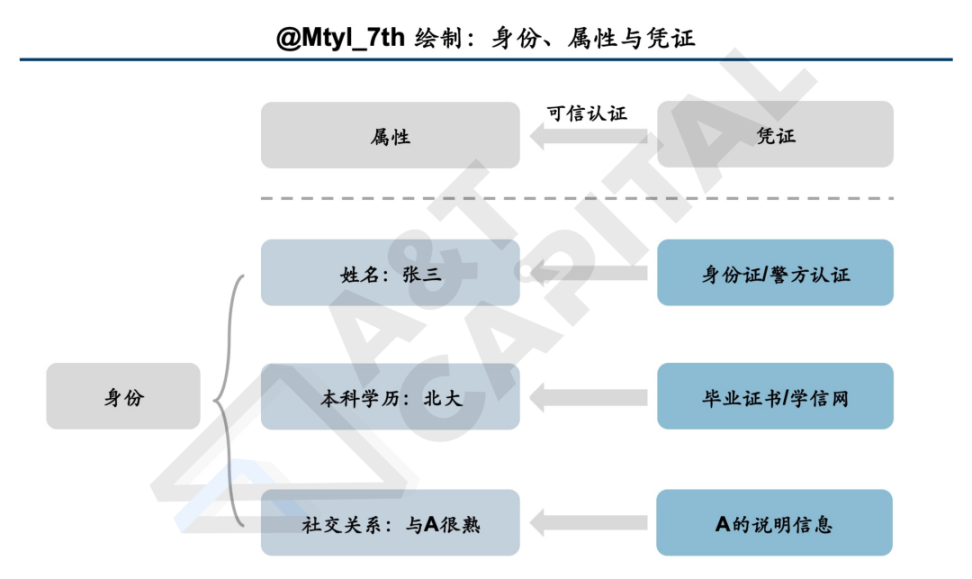 @Mtyl_7th 绘制：身份、属性与凭证
属性
可信认证
凭证
姓名：张三
身份证/警方认证
身份
本科学历：北大
毕业证书/学信网
社交关系：与A很熟
A的说明信息
A&T
CAPITAL